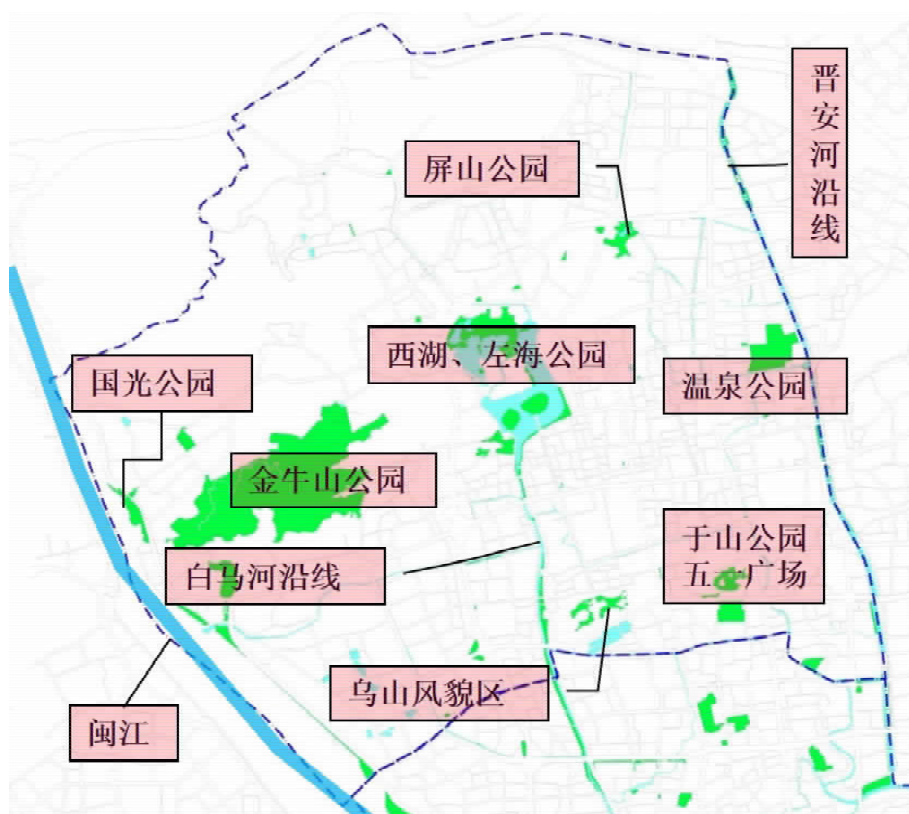 晋安河沿线
屏山公园
西湖、左海公园
国光公园
温泉公园
金牛山公园
于山公园
五一广场
白马河沿线
乌山风貌区
闽江